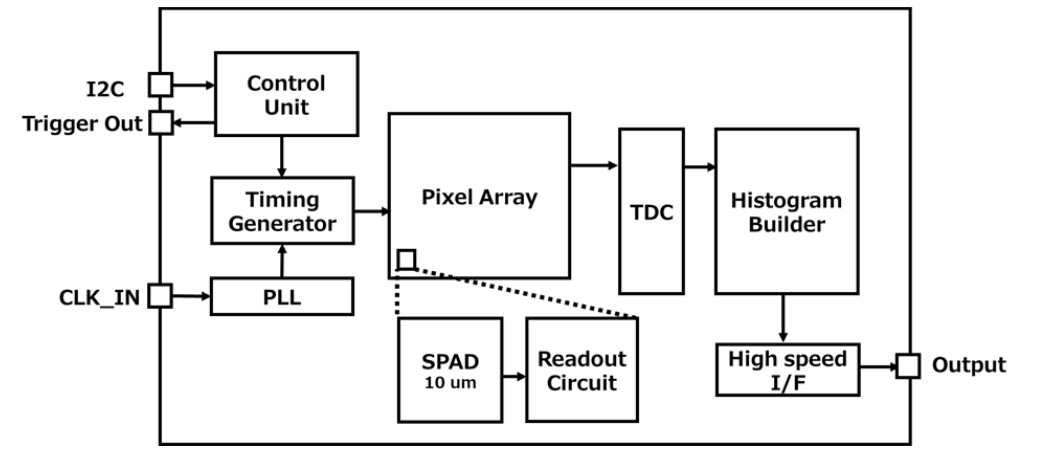 I2C
Trigger Out
Control
Unit
Timing
Generator
CLK_IN
PLL
Pixel Array
TDC
Histogram
Builder
SPAD
10 um
Readout
Circuit
High speed
I/F
Output